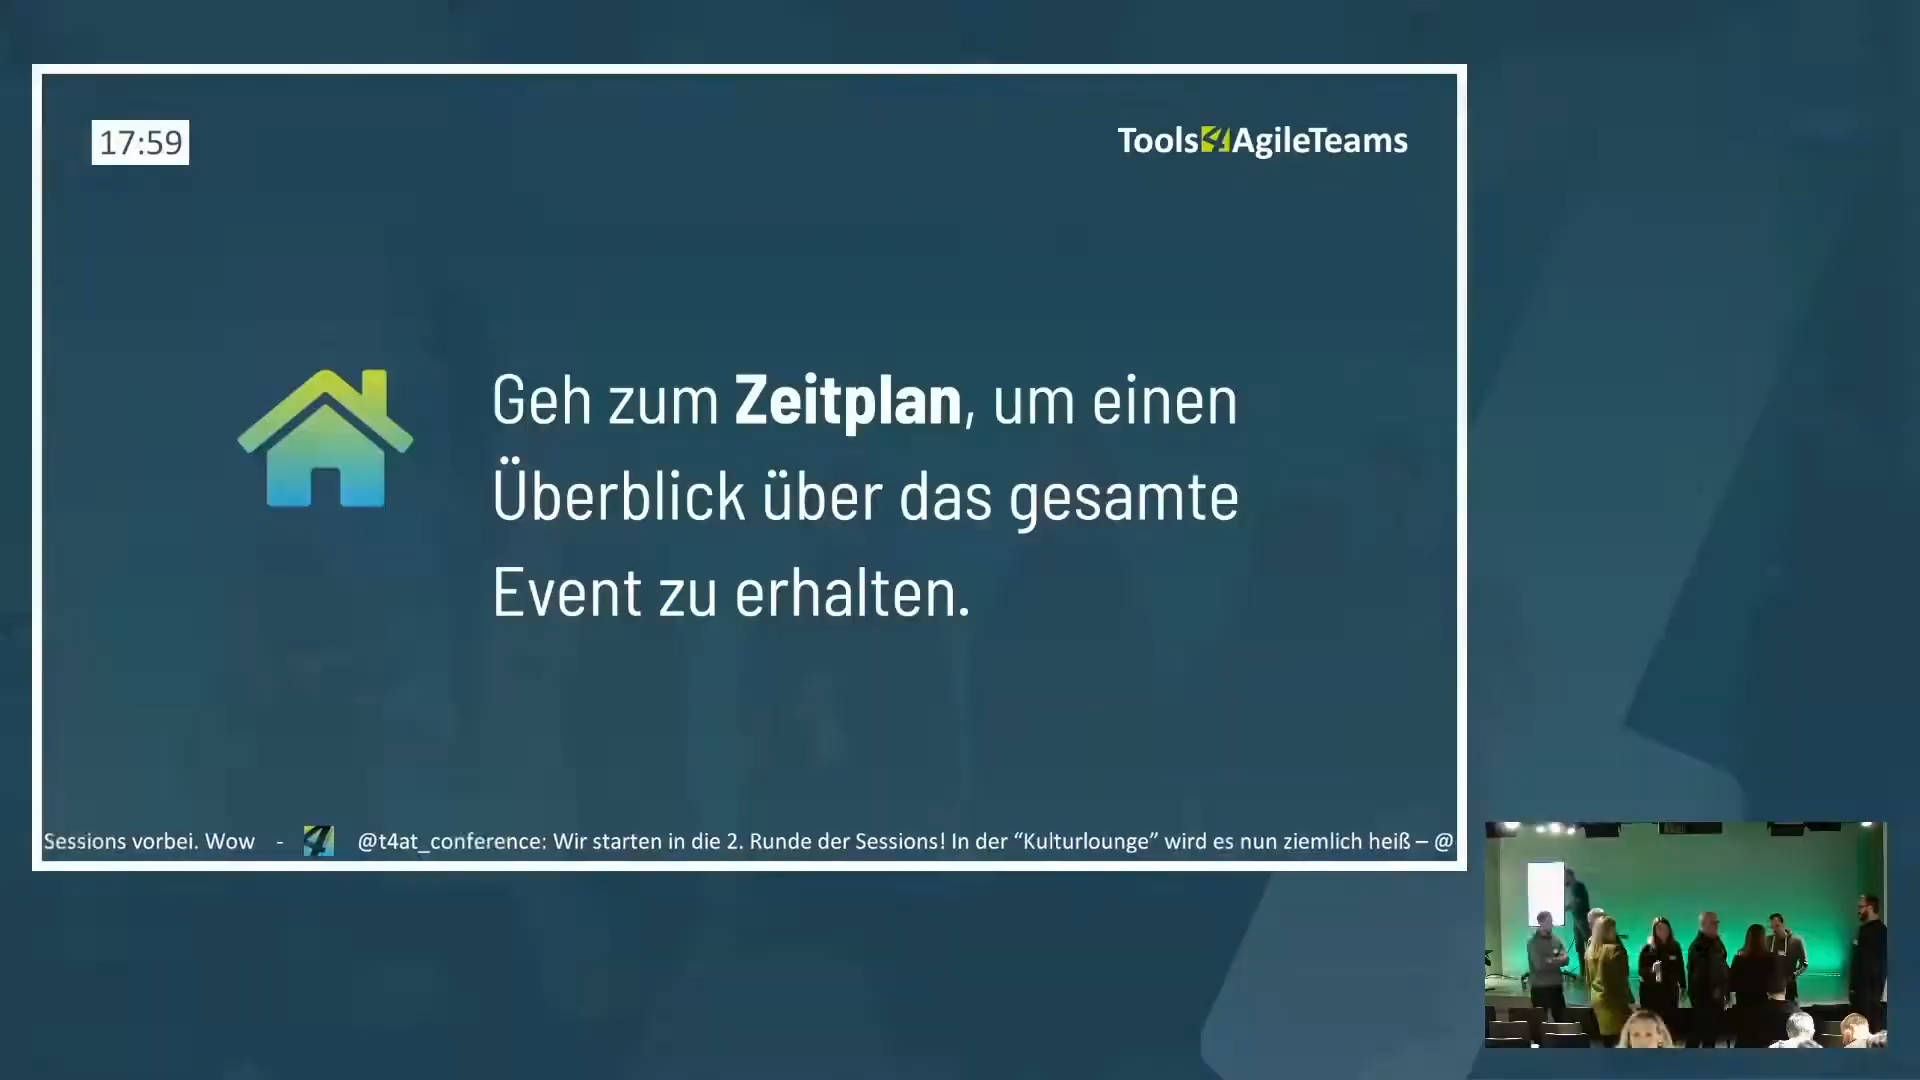 17:59
Tools4AgileTeams
Geh zum Zeitplan, um einen
Überblick über das gesamte
Event zu erhalten.
Sessions vorbei. Wow - @t4at_conference: Wir starten in die 2. Runde der Sessions! In der “Kulturlounge” wird es nun ziemlich heiß – @